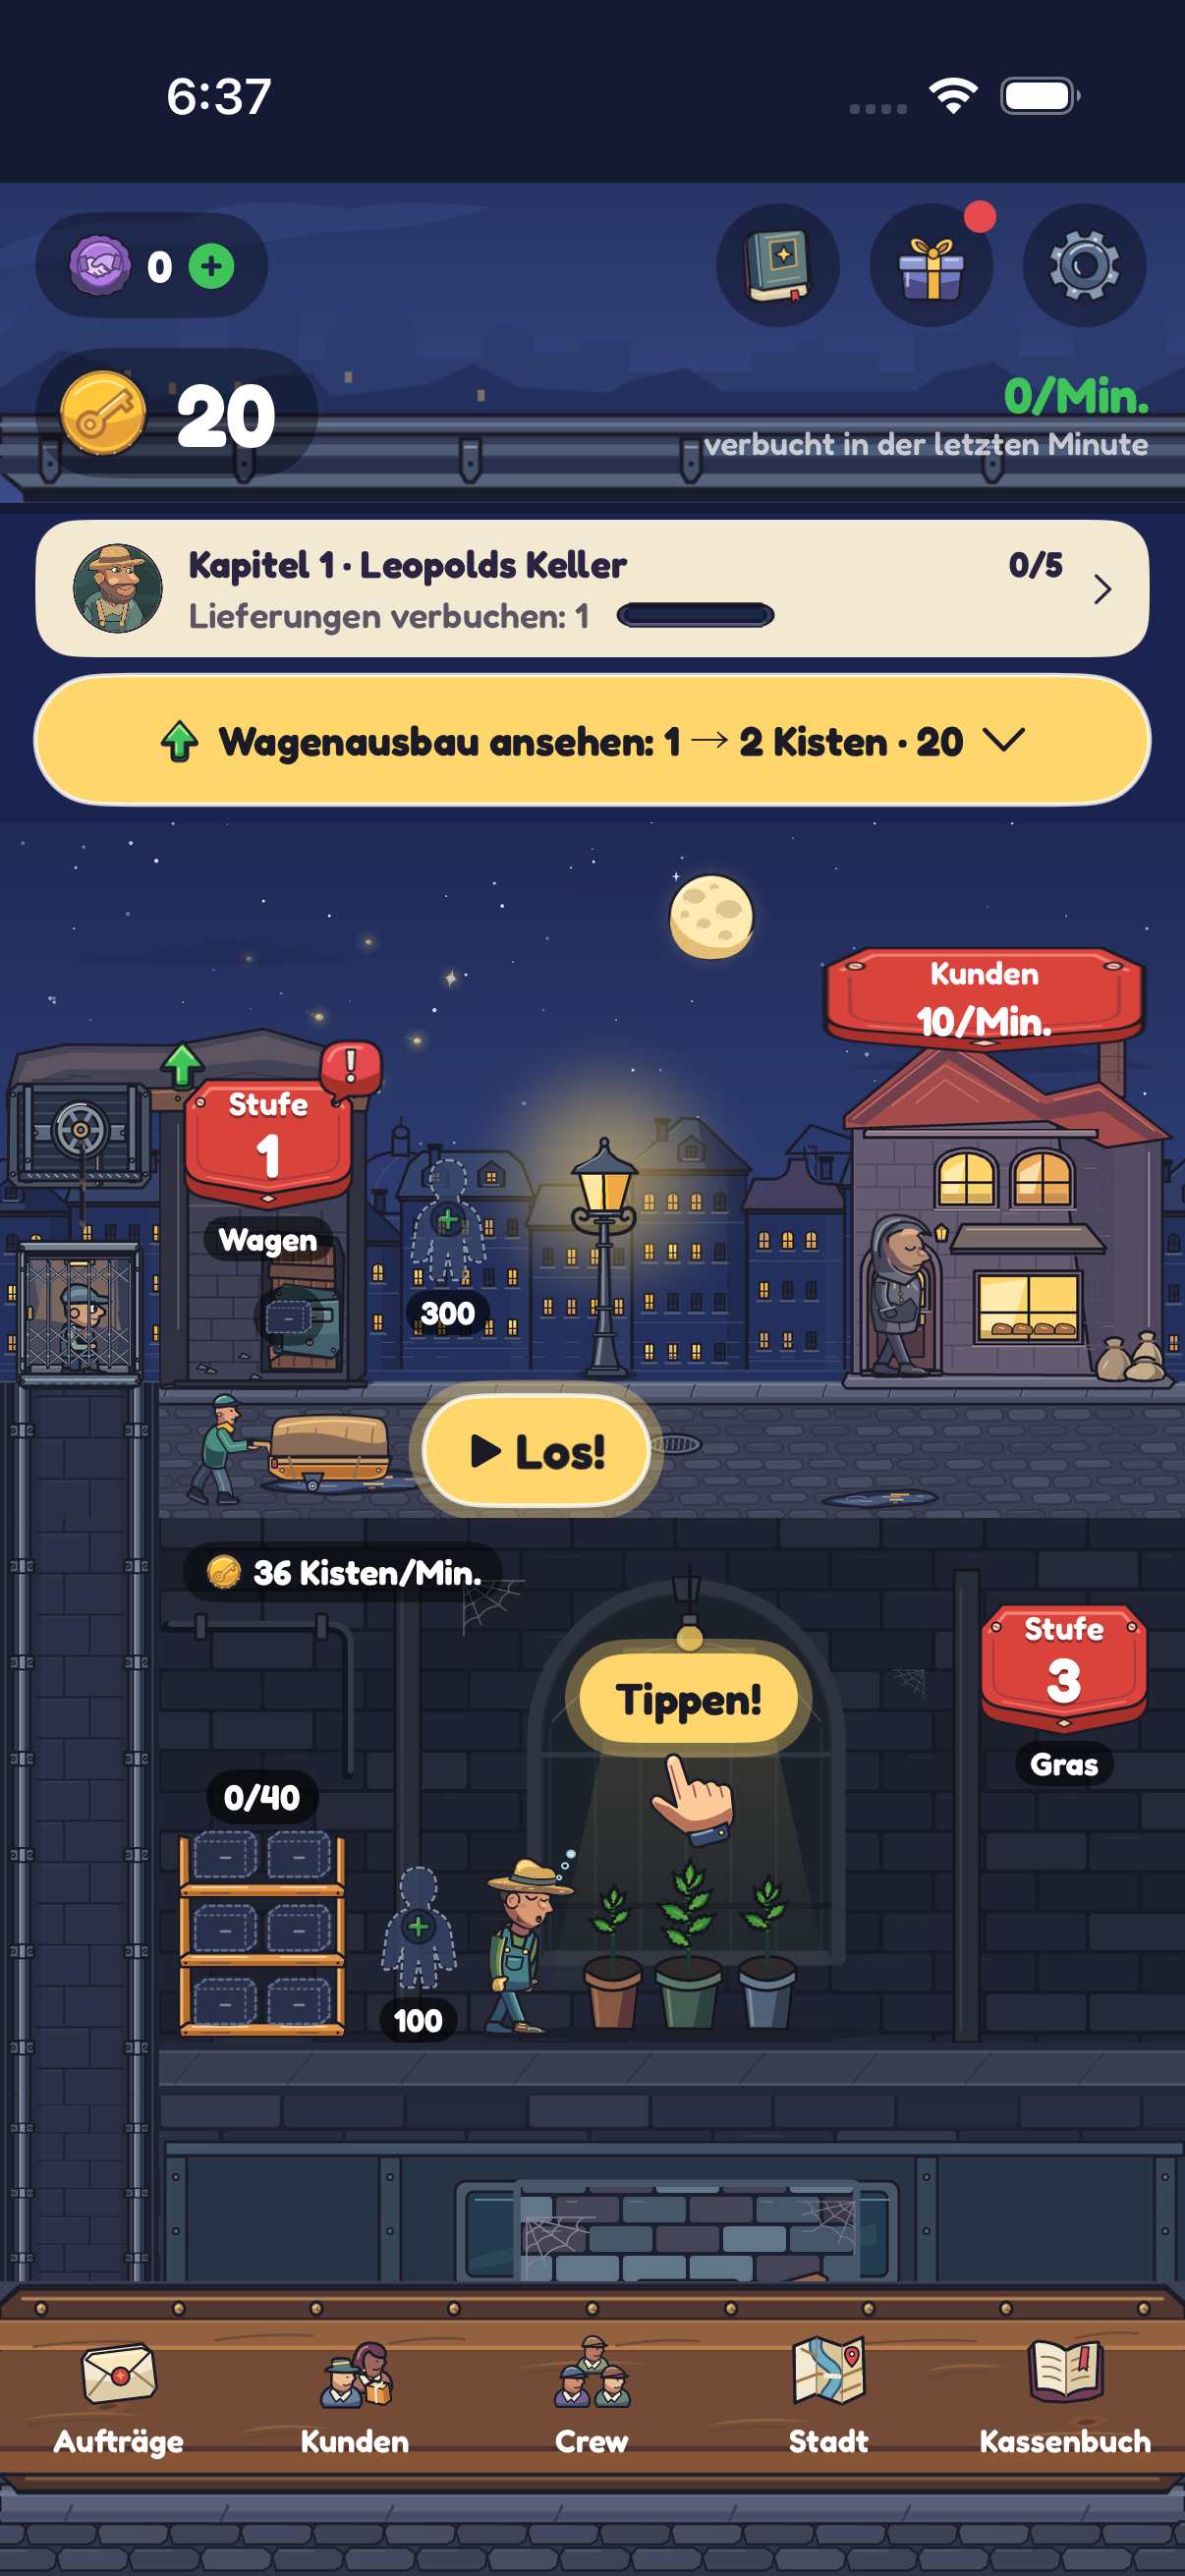 6:37
0
20
0/Min.
verbucht in der letzten Minute
Kapitel 1 · Leopolds Keller
0/5
Lieferungen verbuchen: 1
Wagenausbau ansehen: 1 → 2 Kisten · 20
Kunden
10/Min.
Stufe
1
Wagen
300
Los!
36 Kisten/Min.
Tippen!
Stufe
3
Gras
0/40
100
Aufträge
Kunden
Crew
Stadt
Kassenbuch